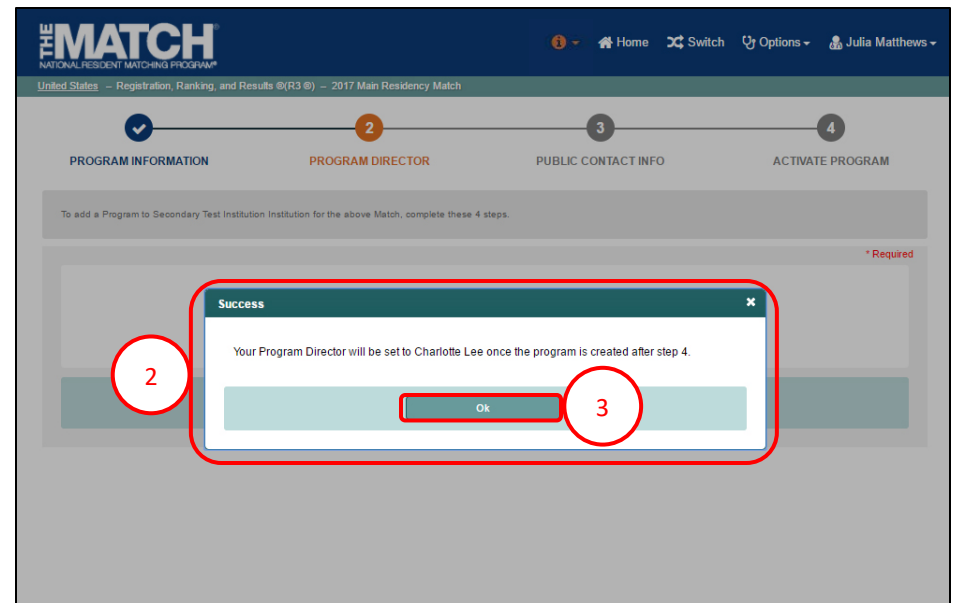 THE MATCH®
NATIONAL RESIDENT MATCHING PROGRAM®
Home Switch Options Julia Matthews
United States – Registration, Ranking, and Results ®(R3 ®) – 2017 Main Residency Match
2 3 4
PROGRAM INFORMATION PROGRAM DIRECTOR PUBLIC CONTACT INFO ACTIVATE PROGRAM
To add a Program to Secondary Test Institution Institution for the above Match, complete these 4 steps.
* Required
Success ×
Your Program Director will be set to Charlotte Lee once the program is created after step 4.
2
Ok
3